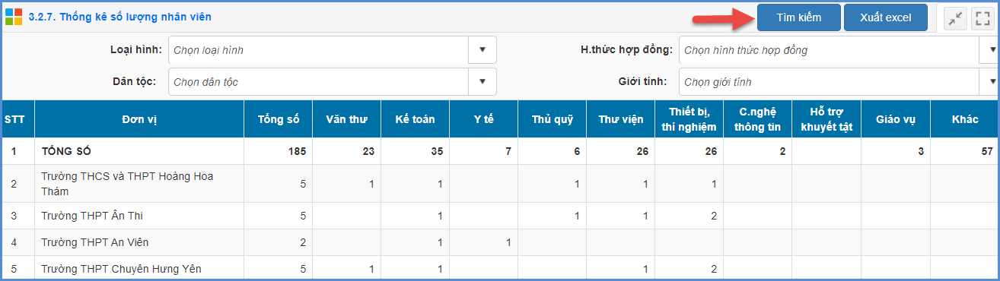 3.2.7. Thống kê số lượng nhân viên
Tìm kiếm
Xuất excel
Loại hình: Chọn loại hình
H.thức hợp đồng: Chọn hình thức hợp đồng
Dân tộc: Chọn dân tộc
Giới tính: Chọn giới tính
STT Đơn vị Tổng số Văn thư Kế toán Y tế Thủ quỹ Thư viện Thiết bị, thí nghiệm C.nghệ thông tin Hỗ trợ khuyết tật Giáo vụ Khác
1 TỔNG SỐ 185 23 35 7 6 26 26 2 3 57
2 Trường THCS và THPT Hoàng Hoa Thám 5 1 1 1 1 1
3 Trường THPT Ân Thi 5 1 1 1 2
4 Trường THPT An Viên 2 1 1
5 Trường THPT Chuyên Hưng Yên 5 1 1 1 2